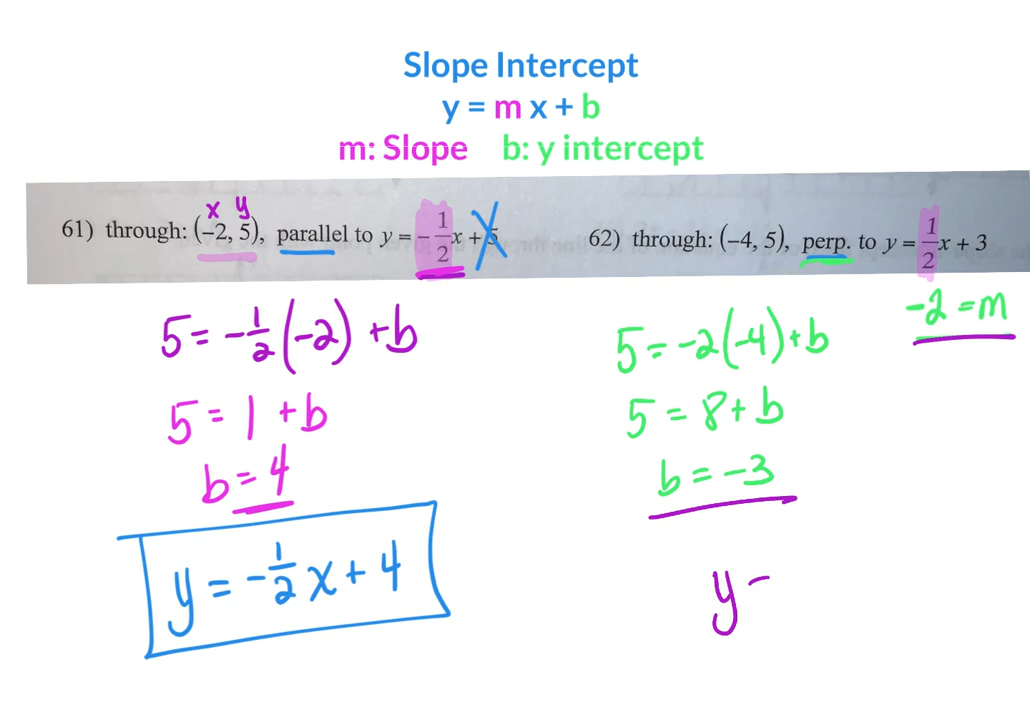 Slope Intercept
y = m x + b
m: Slope b: y intercept
x y
61) through: (−2, 5), parallel to y = −1/2x + 5
62) through: (−4, 5), perp. to y = 1/2x + 3
-2 = m
5 = -1/2(-2) + b
5 = 1 + b
b = 4
y = -1/2x + 4
5 = -2(-4) + b
5 = 8 + b
b = -3
y -